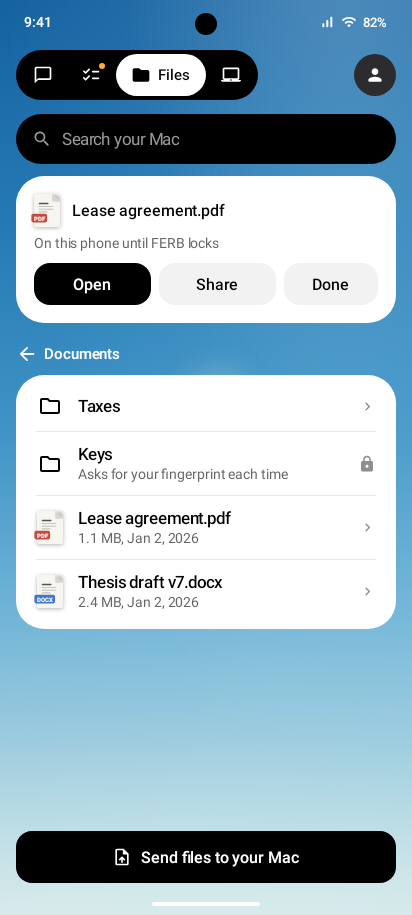 9:41
82%
Files
Search your Mac
PDF
Lease agreement.pdf
On this phone until FERB locks
Open
Share
Done
Documents
Taxes
Keys
Asks for your fingerprint each time
PDF
Lease agreement.pdf
1.1 MB, Jan 2, 2026
DOCX
Thesis draft v7.docx
2.4 MB, Jan 2, 2026
Send files to your Mac